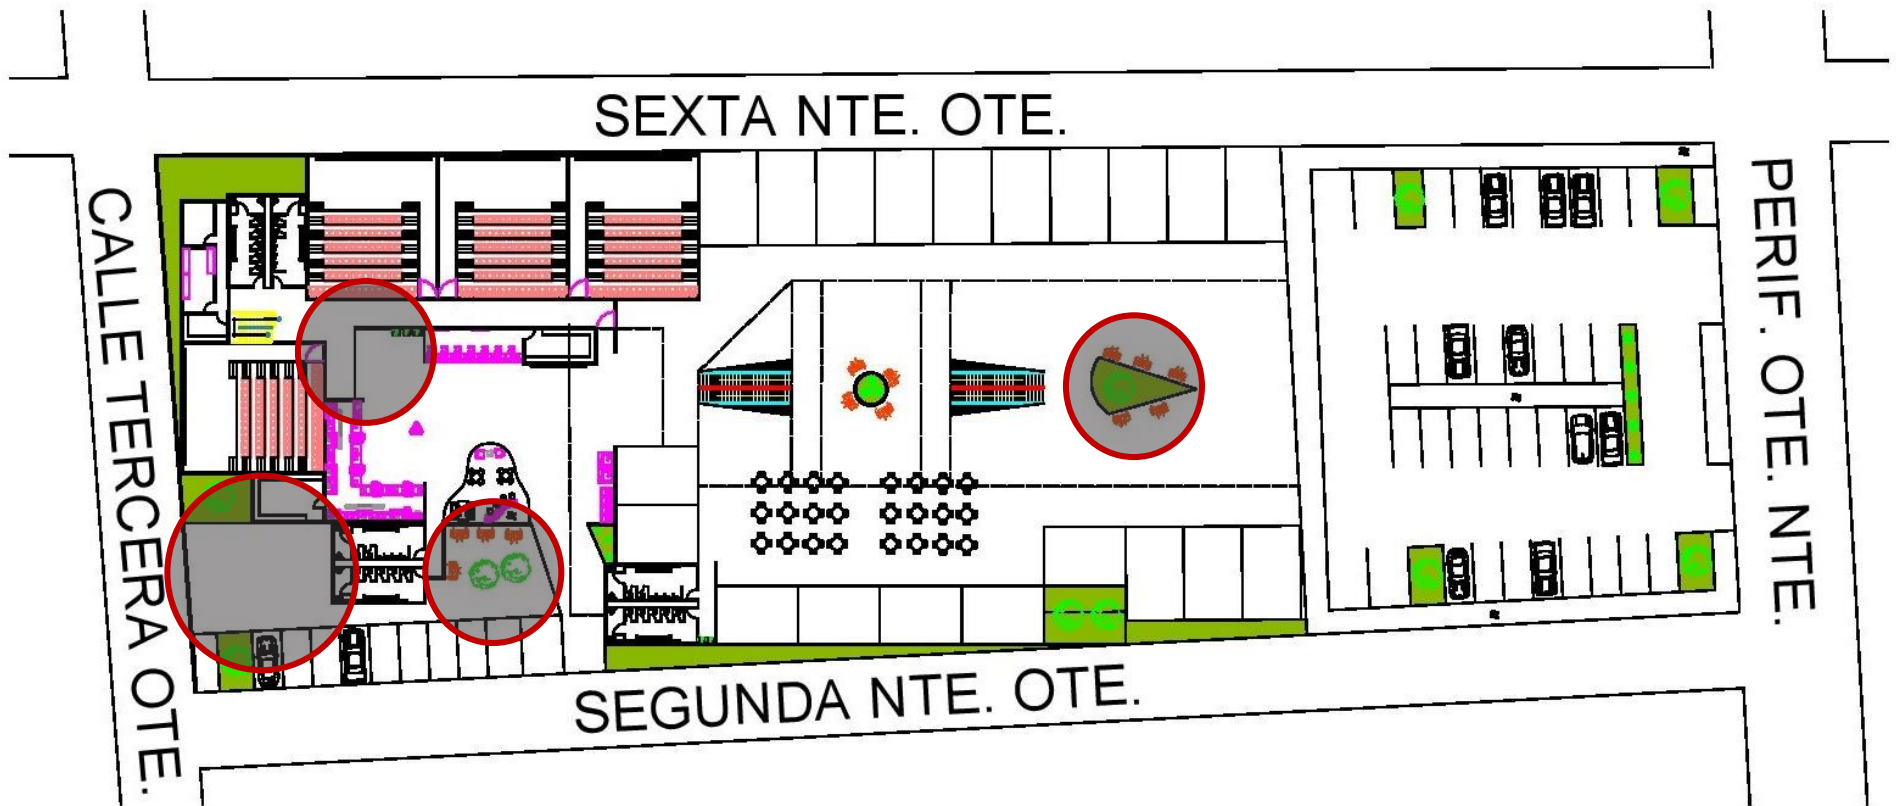 SEXTA NTE. OTE.
CALLE TERCERA OTE.
PERIF. OTE. NTE.
SEGUNDA NTE. OTE.